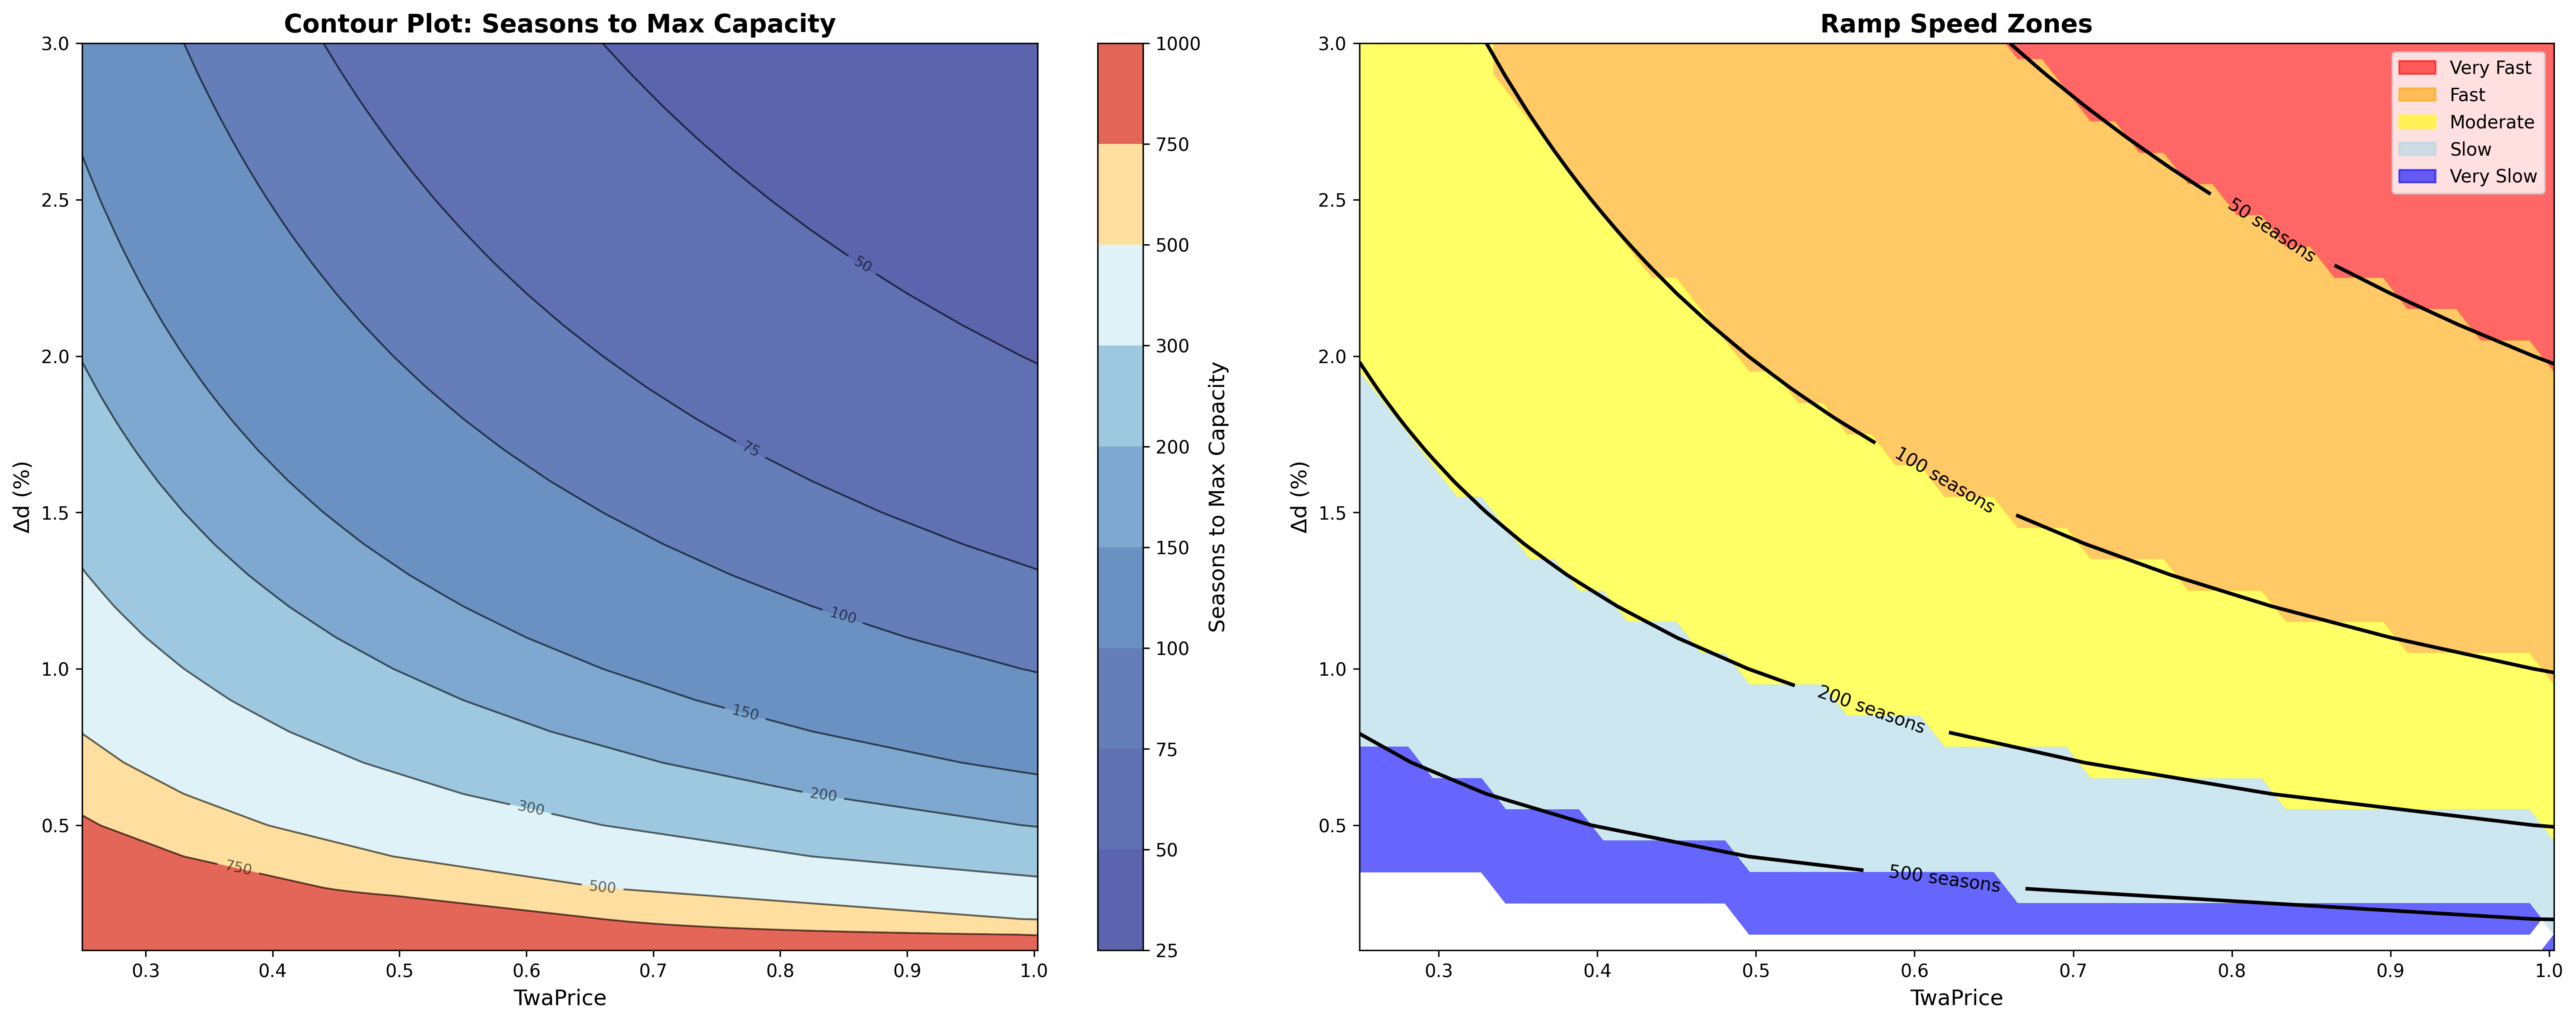 Contour Plot: Seasons to Max Capacity
3.0
2.5
2.0
1.5
1.0
0.5
Δd (%)
50
75
100
150
200
300
500
750
0.3 0.4 0.5 0.6 0.7 0.8 0.9 1.0
TwaPrice
1000
750
500
300
200
150
100
75
50
25
Seasons to Max Capacity
Ramp Speed Zones
3.0
2.5
2.0
1.5
1.0
0.5
Δd (%)
Very Fast
Fast
Moderate
Slow
Very Slow
50 seasons
100 seasons
200 seasons
500 seasons
0.3 0.4 0.5 0.6 0.7 0.8 0.9 1.0
TwaPrice